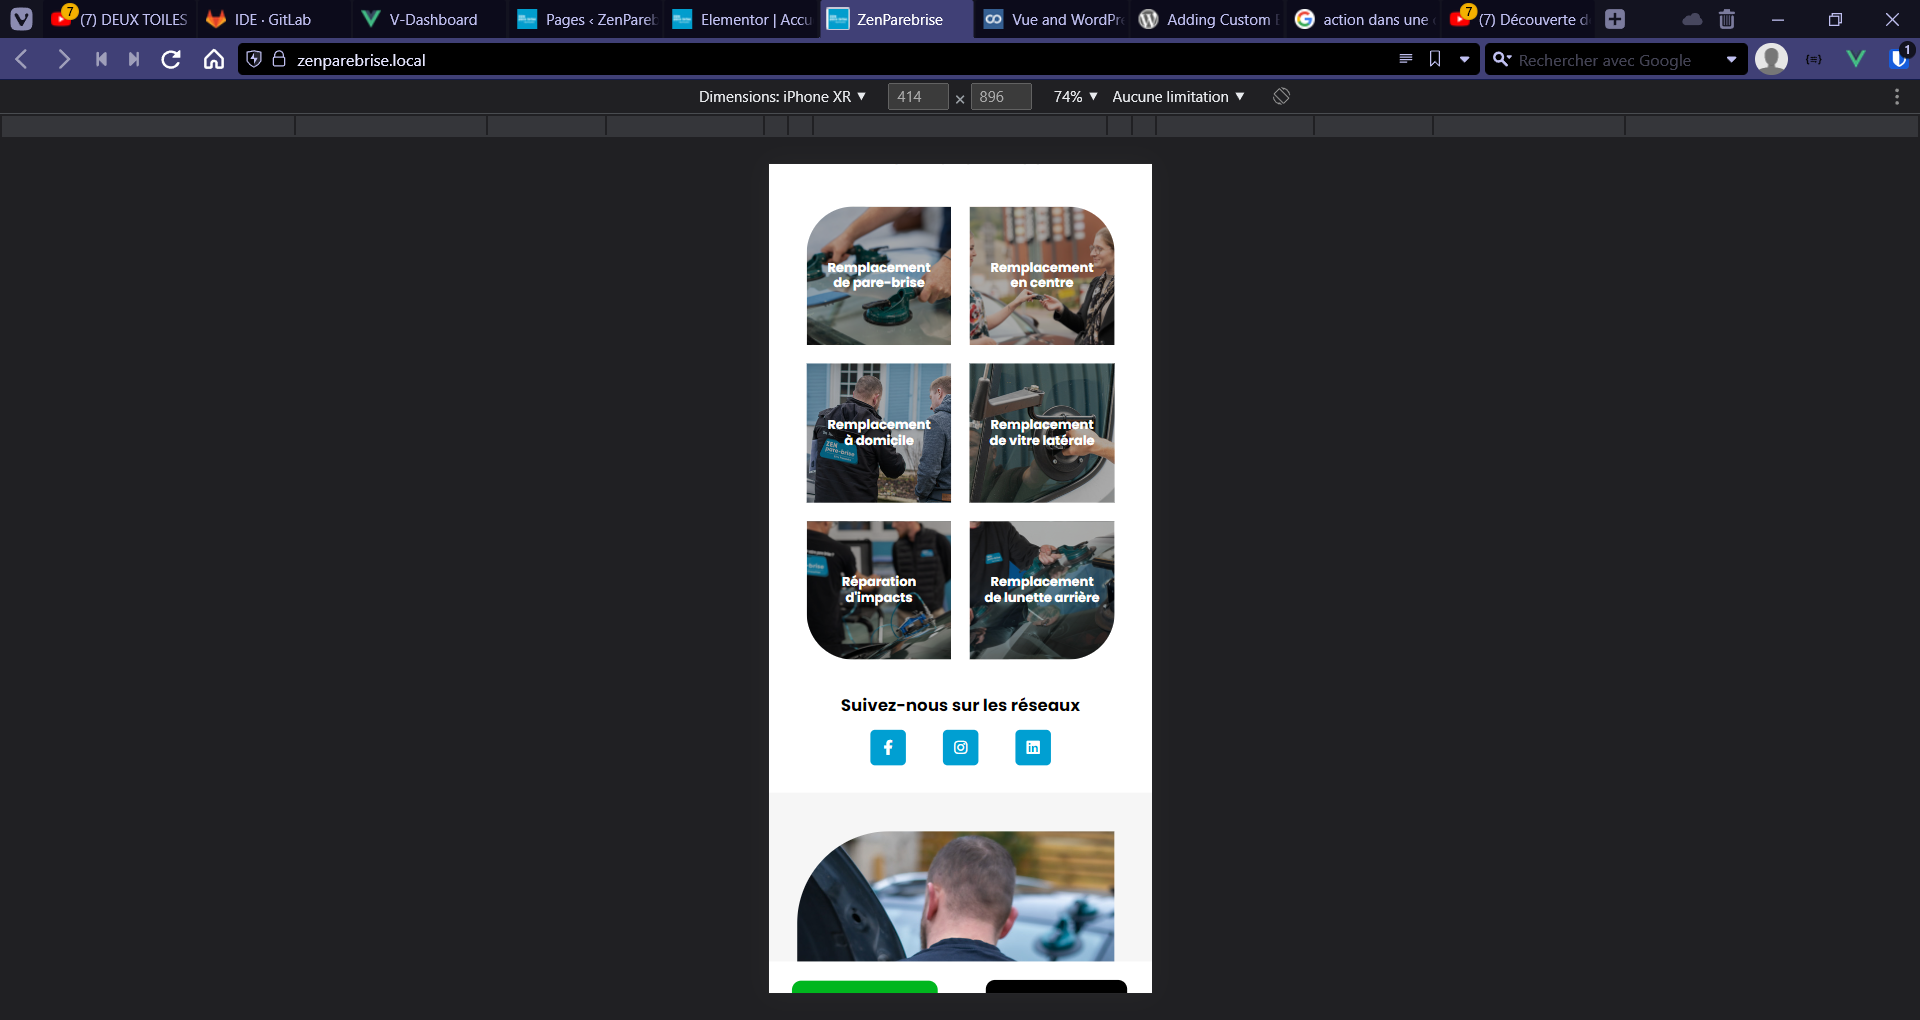 7 (7) DEUX TOILES
IDE · GitLab
V-Dashboard
Pages ‹ ZenPareb
Elementor | Accu
ZenParebrise
Vue and WordPr
Adding Custom
action dans une
7 (7) Découverte d
zenparebrise.local
Rechercher avec Google
1
Dimensions: iPhone XR ▼ 414 × 896 74% ▼ Aucune limitation ▼
Remplacement
de pare-brise
Remplacement
en centre
Remplacement
à domicile
ZEN
pare-brise
Remplacement
de vitre latérale
Réparation
d'impacts
Remplacement
de lunette arrière
Suivez-nous sur les réseaux